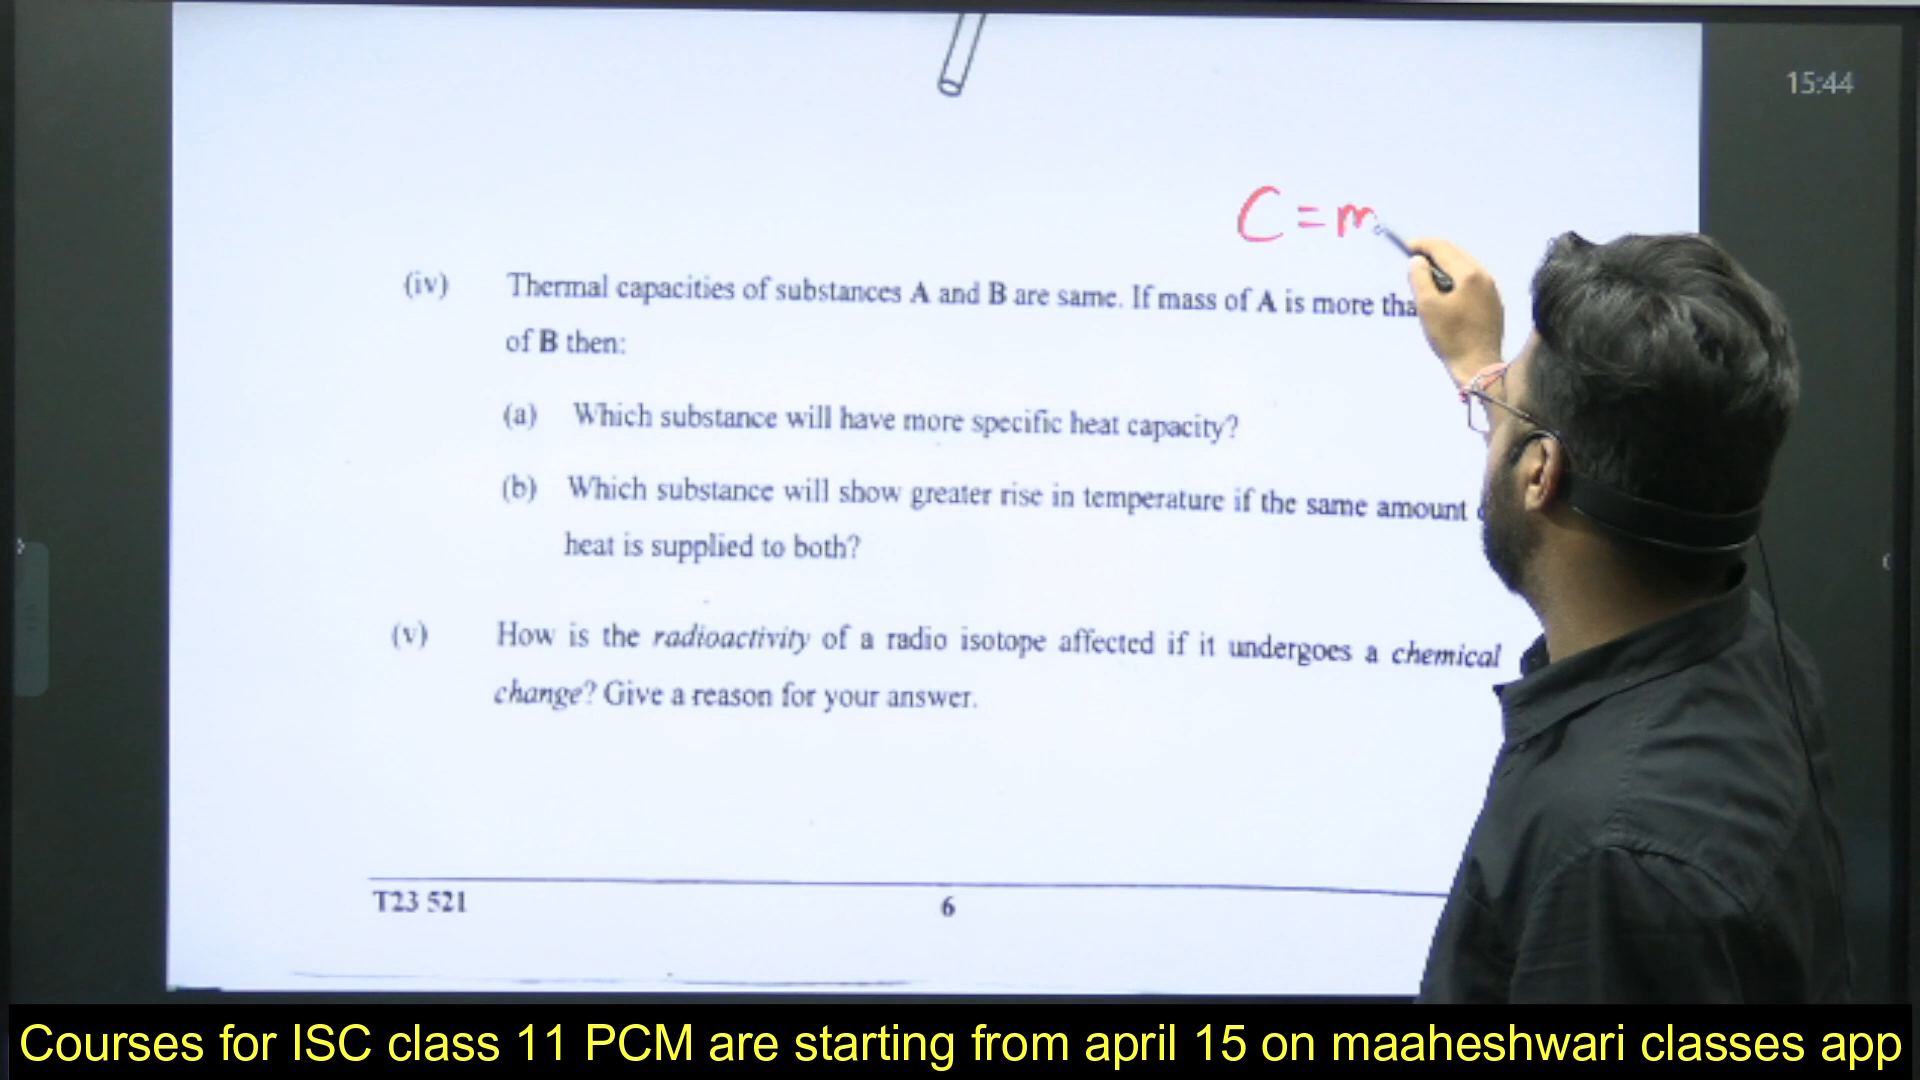 15:44
C = m
(iv) Thermal capacities of substances A and B are same. If mass of A is more
of B then:
(a) Which substance will have more specific heat capacity?
(b) Which substance will show greater rise in temperature if the same amount
heat is supplied to both?
(v) How is the radioactivity of a radio isotope affected if it undergoes a chemical
change? Give a reason for your answer.
T23 521 6
Courses for ISC class 11 PCM are starting from april 15 on maaheshwari classes app